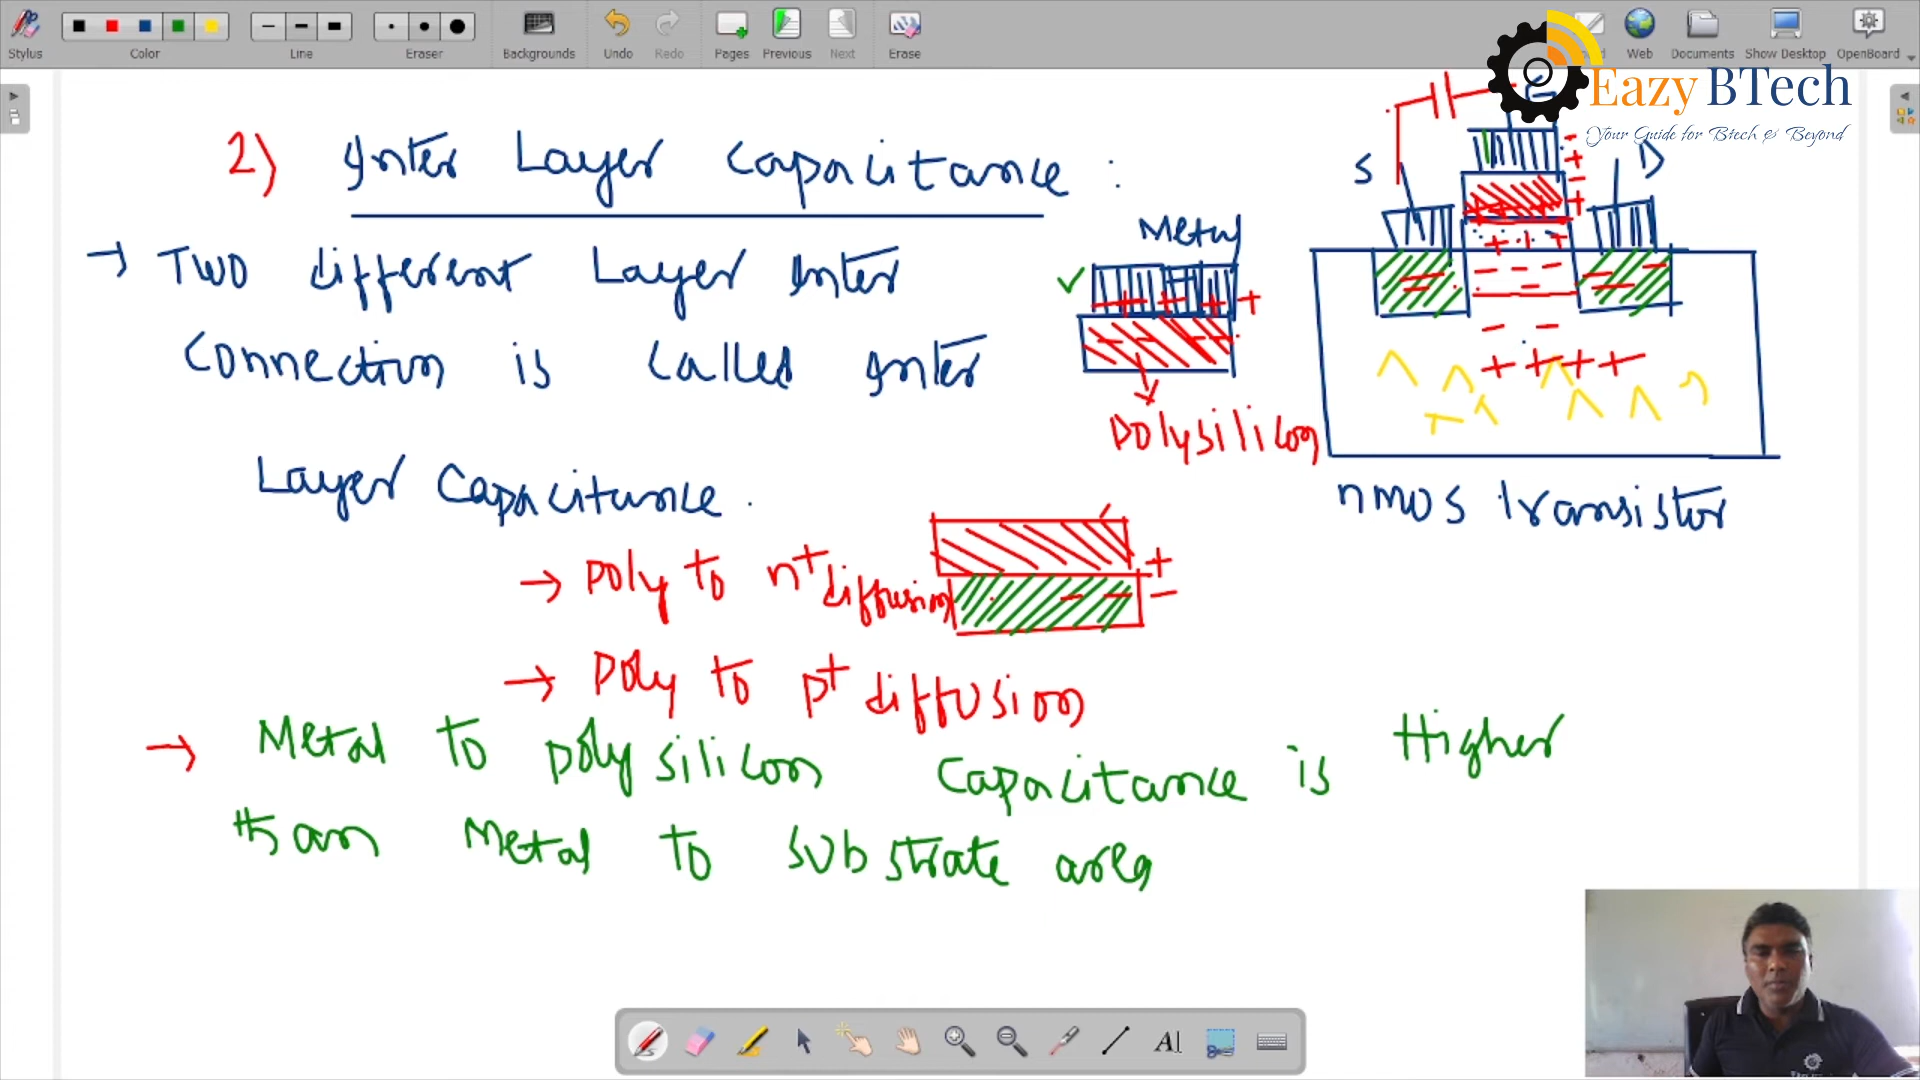 Stylus
Color
Line
Eraser
Backgrounds
Undo
Redo
Pages
Previous
Next
Erase
Web
Documents
Show Desktop
OpenBoard
Eazy BTech
Your Guide for Btech & Beyond
2) Inter Layer Capacitance :
→ Two different Layer Inter
Connection is called Inter
Layer Capacitance.
Metal
Polysilicon
S
D
nmos transistor
→ Poly to n+ diffusion
→ Poly to p+ diffusion
→ Metal to polysilicon capacitance is Higher
than Metal to substrate area